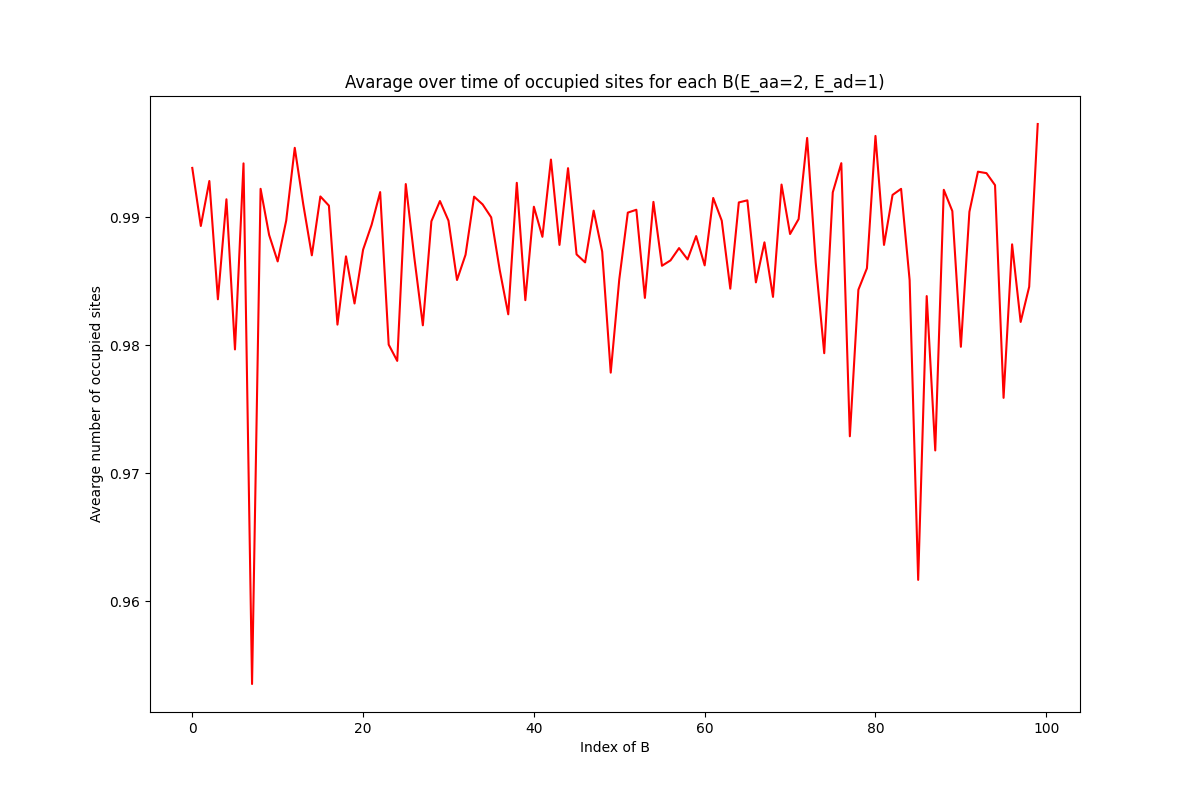 Avarage over time of occupied sites for each B(E_aa=2, E_ad=1)
Avearge number of occupied sites
0.99
0.98
0.97
0.96
0 20 40 60 80 100
Index of B